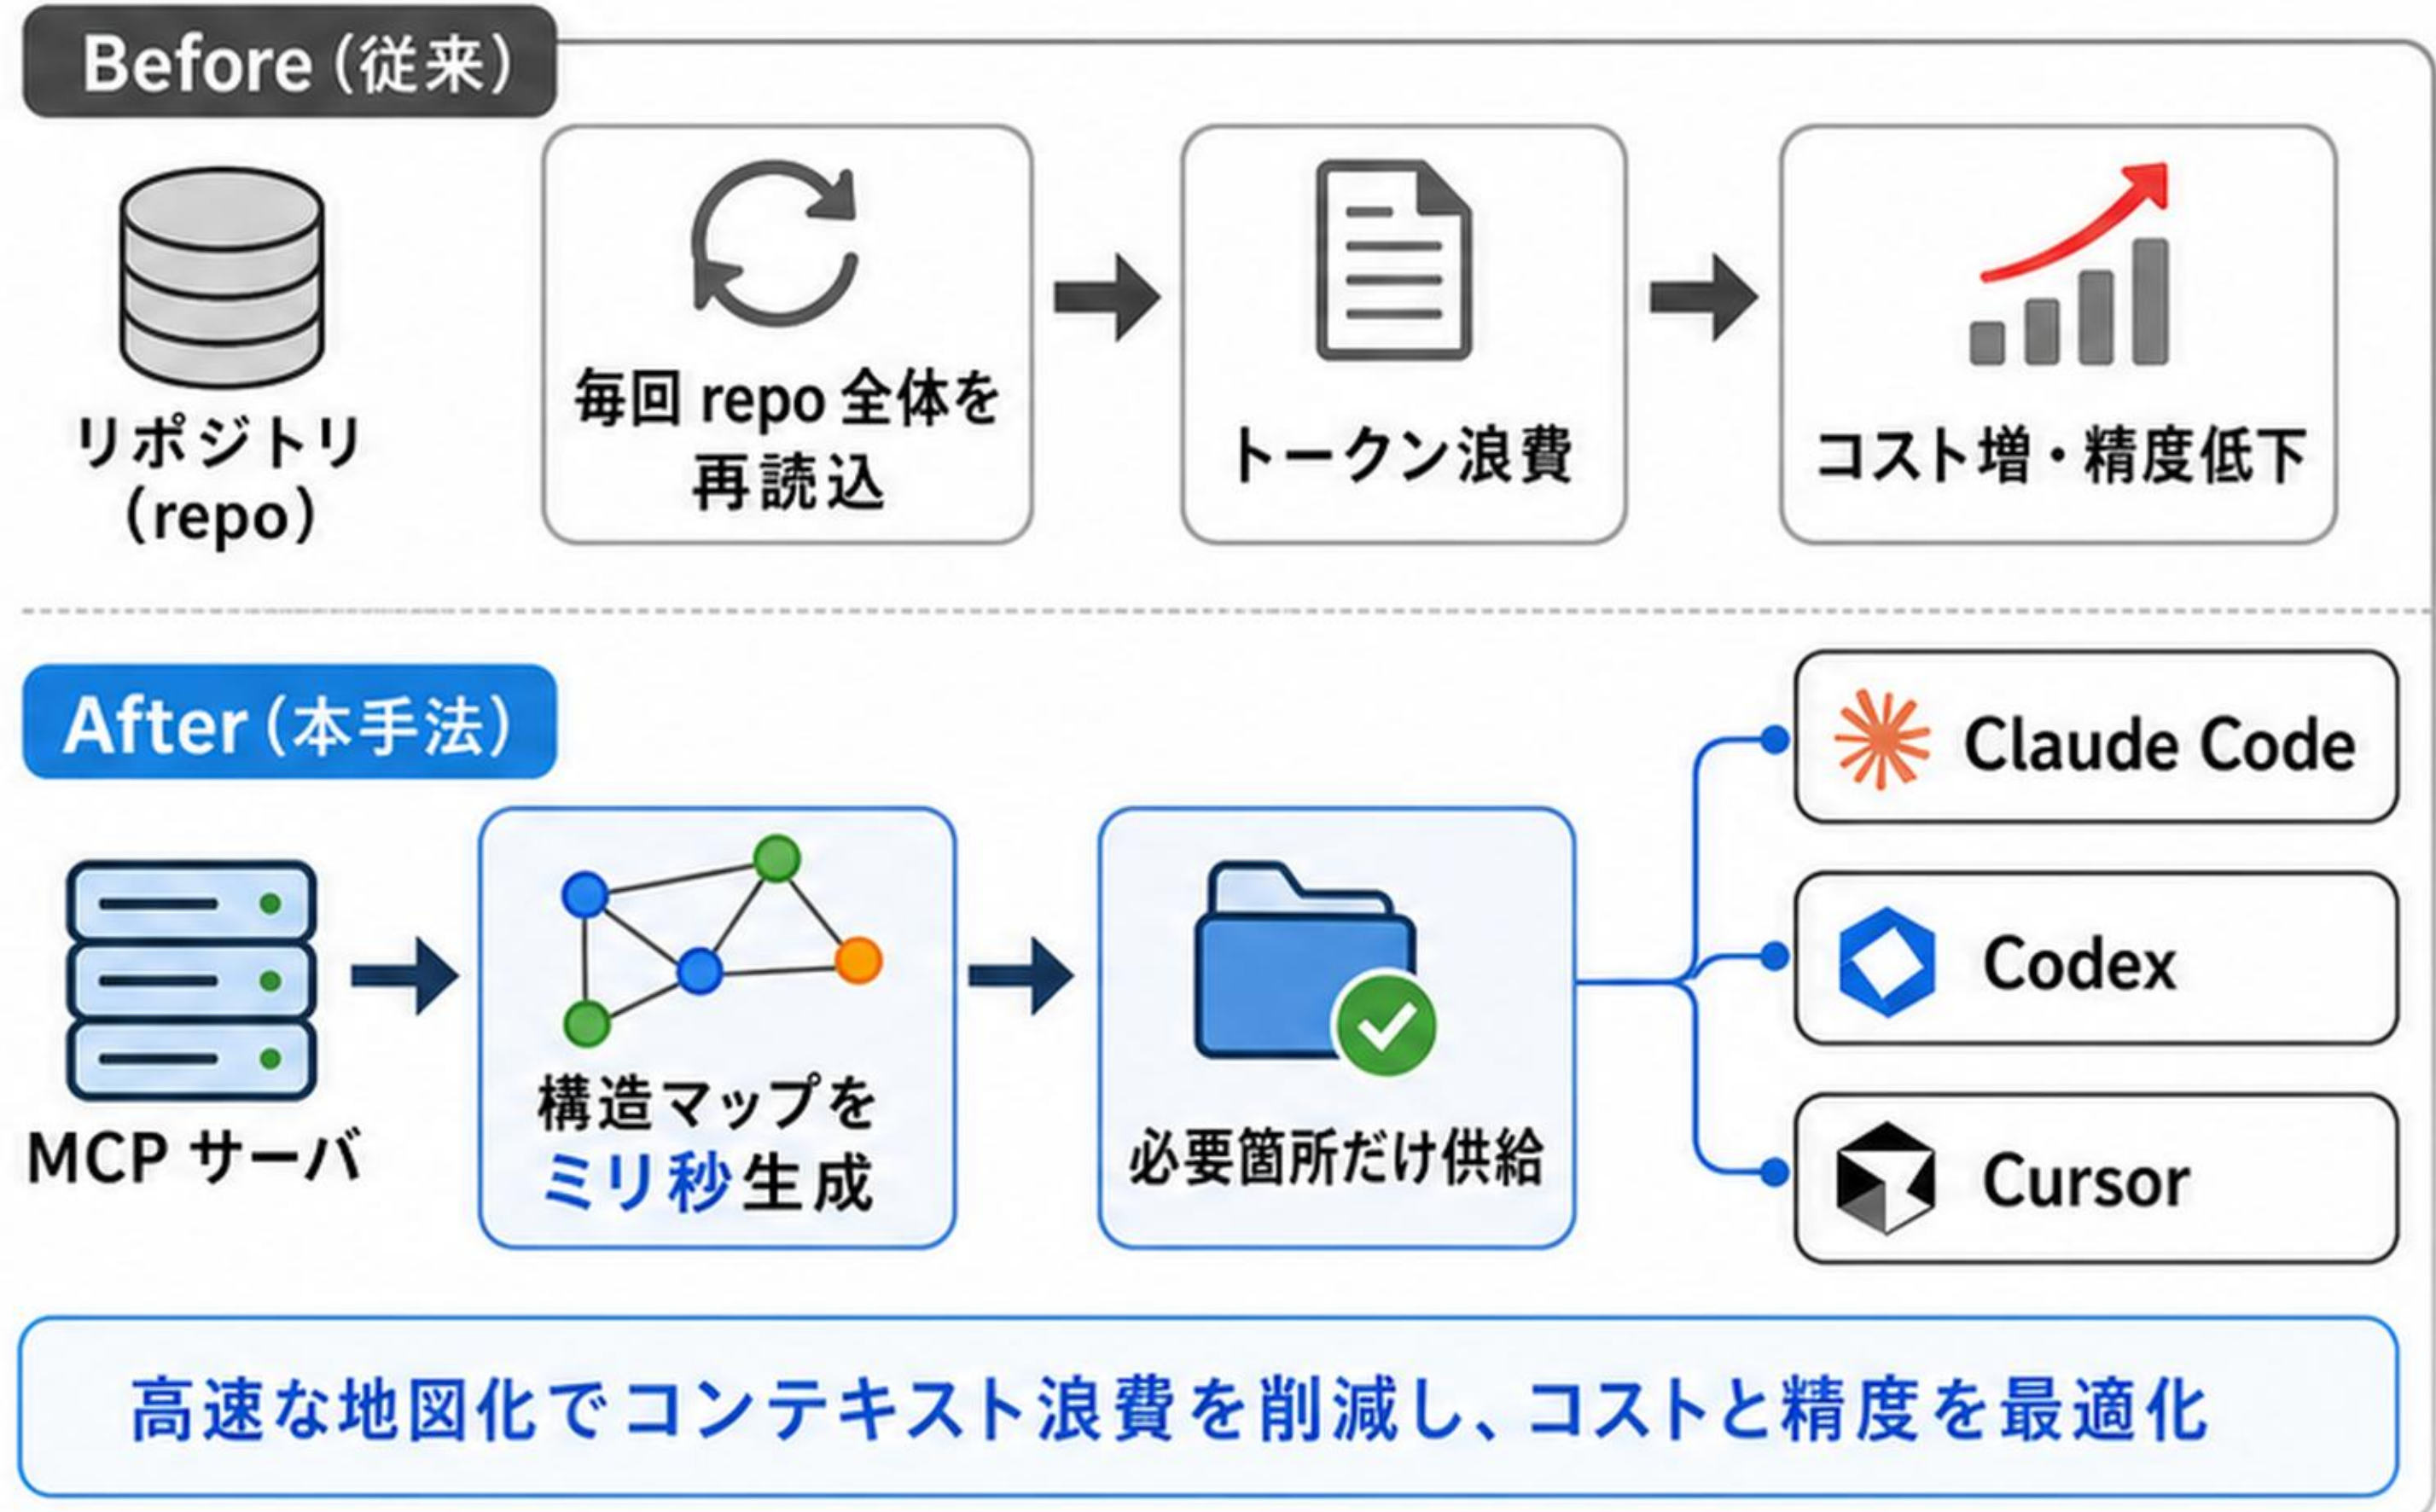 Before（従来）
リポジトリ
（repo）
毎回 repo 全体を
再読込
トークン浪費
コスト増・精度低下
After（本手法）
MCP サーバ
構造マップを
ミリ秒生成
必要箇所だけ供給
Claude Code
Codex
Cursor
高速な地図化でコンテキスト浪費を削減し、コストと精度を最適化